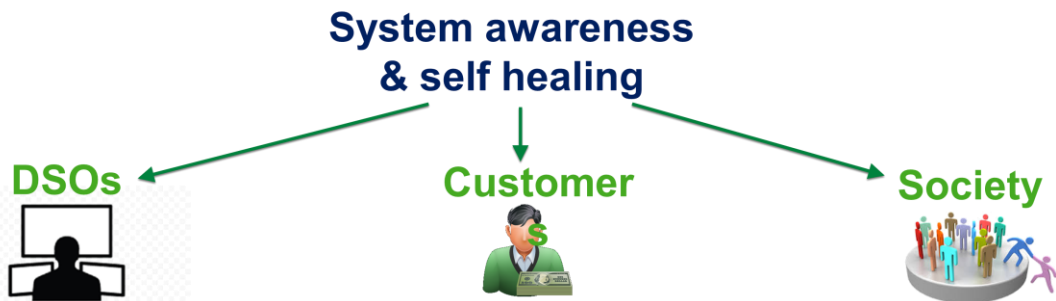 System awareness
& self healing
DSOs
Customer
s
Society